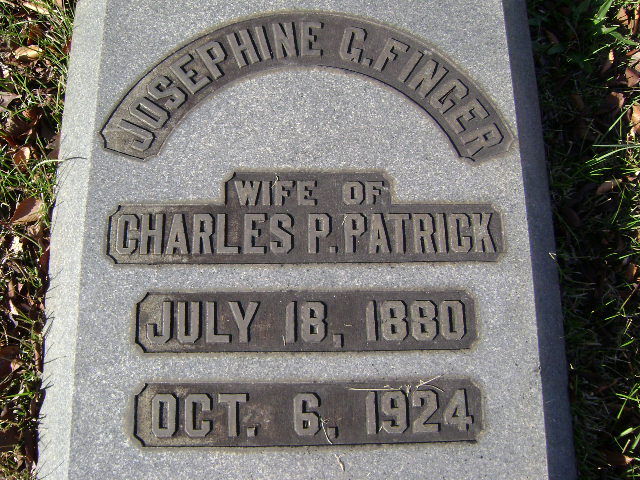 JOSEPHINE G. FINGER
WIFE OF
CHARLES P. PATRICK
JULY 18, 1880
OCT. 6, 1924